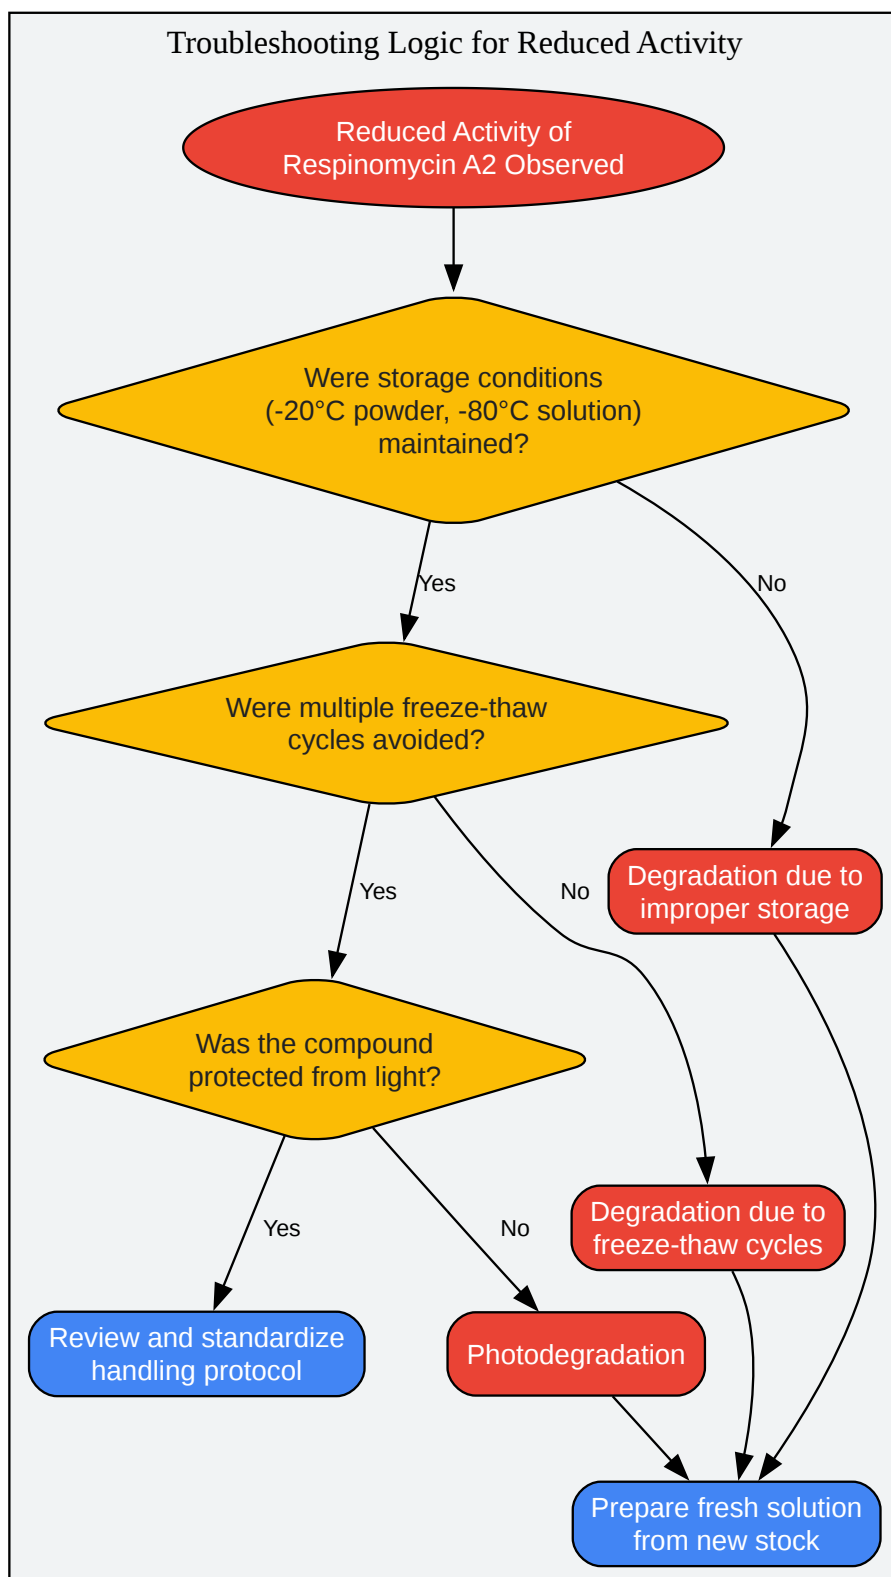 Troubleshooting Logic for Reduced Activity
Reduced Activity of
Respinomycin A2 Observed
Were storage conditions
(-20°C powder, -80°C solution)
maintained?
Yes
No
Were multiple freeze-thaw
cycles avoided?
Yes
No
Degradation due to
improper storage
Was the compound
protected from light?
Yes
No
Degradation due to
freeze-thaw cycles
Review and standardize
handling protocol
Photodegradation
Prepare fresh solution
from new stock